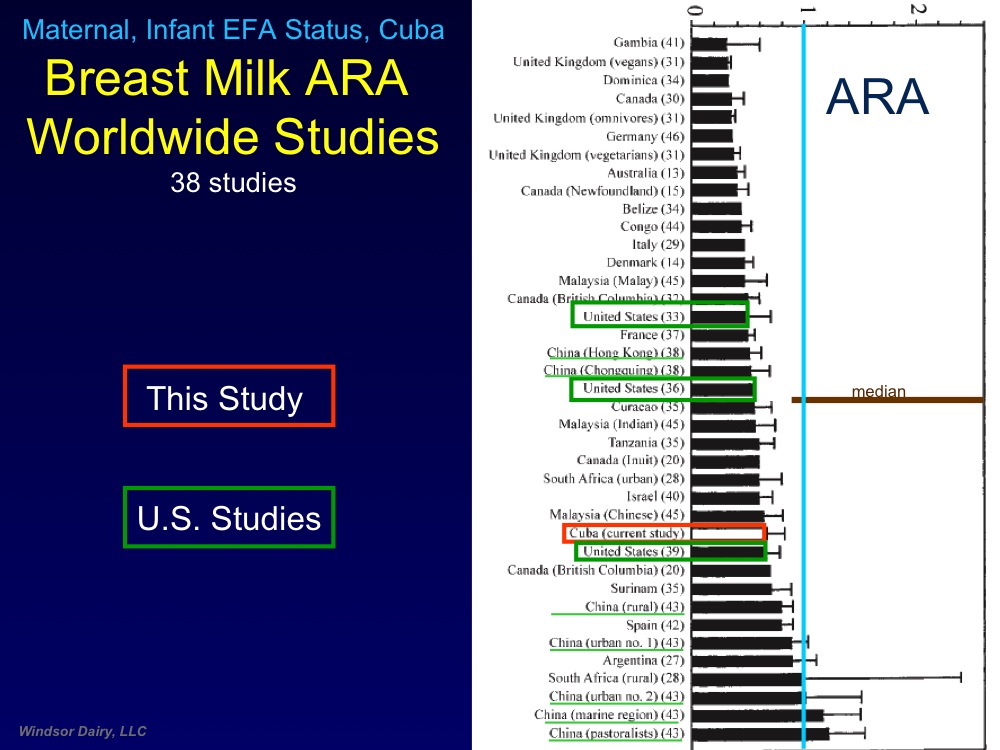 Maternal, Infant EFA Status, Cuba
Breast Milk ARA
Worldwide Studies
38 studies
This Study
U.S. Studies
Windsor Dairy, LLC
0 1 2
ARA
median
Gambia (41)
United Kingdom (vegans) (31)
Dominica (34)
Canada (30)
United Kingdom (omnivores) (31)
Germany (46)
United Kingdom (vegetarians) (31)
Australia (13)
Canada (Newfoundland) (15)
Belize (34)
Congo (44)
Italy (29)
Denmark (14)
Malaysia (Malay) (45)
Canada (British Columbia) (32)
United States (33)
France (37)
China (Hong Kong) (38)
China (Chongquing) (38)
United States (36)
Curacao (35)
Malaysia (Indian) (45)
Tanzania (35)
Canada (Inuit) (20)
South Africa (urban) (28)
Israel (40)
Malaysia (Chinese) (45)
Cuba (current study)
United States (39)
Canada (British Columbia) (20)
Surinam (35)
China (rural) (43)
Spain (42)
China (urban no. 1) (43)
Argentina (27)
South Africa (rural) (28)
China (urban no. 2) (43)
China (marine region) (43)
China (pastoralists) (43)